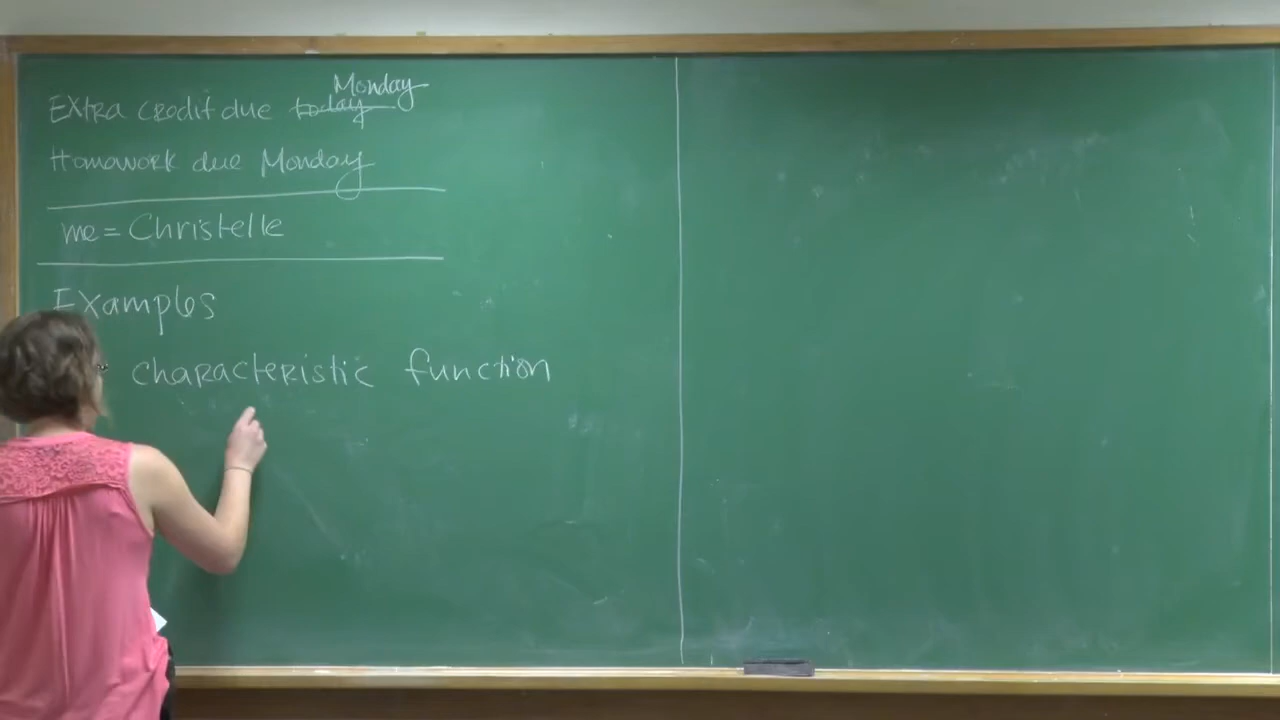 Extra credit due today Monday
Homework due Monday
me = Christelle
Examples
characteristic function